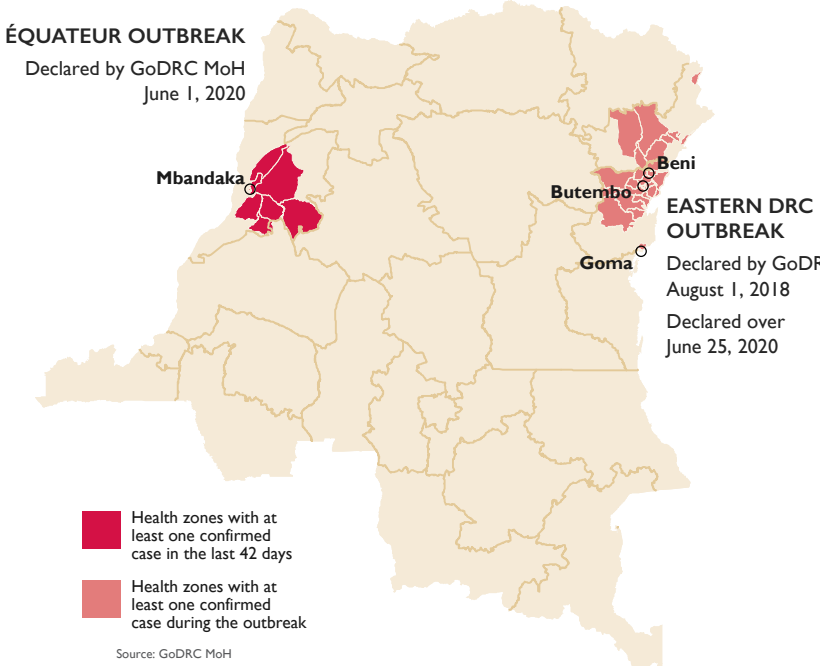 ÉQUATEUR OUTBREAK
Declared by GoDRC MoH
June 1, 2020
Mbandaka
Beni
Butembo
EASTERN DRC
OUTBREAK
Goma
Declared by GoDR
August 1, 2018
Declared over
June 25, 2020
Health zones with at
least one confirmed
case in the last 42 days
Health zones with at
least one confirmed
case during the outbreak
Source: GoDRC MoH